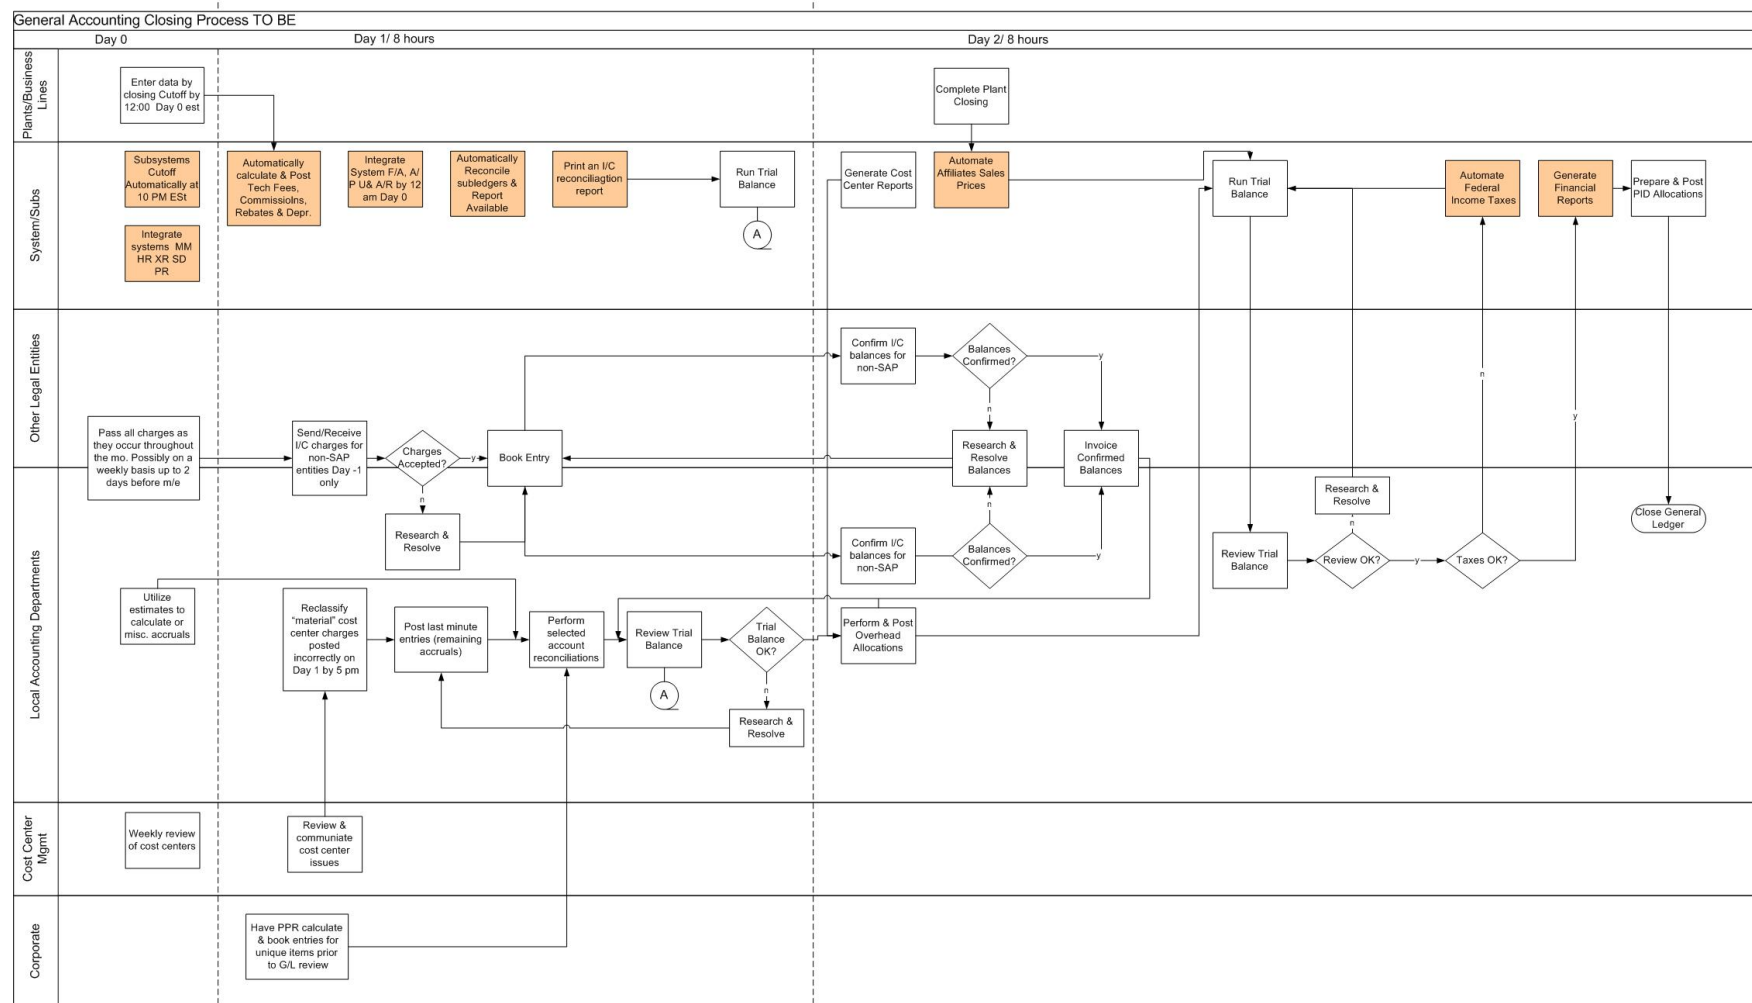 General Accounting Closing Process TO BE
Day 0
Day 1/ 8 hours
Day 2/ 8 hours
Plants/Business
Lines
Enter data by
closing Cutoff by
12:00 Day 0 est
Complete Plant
Closing
System/Subs
Subsystems
Cutoff
Automatically at
10 PM ESt
Integrate
systems MM
HR XR SD
PR
Automatically
calculate & Post
Tech Fees,
Commissiolns,
Rebates & Depr.
Integrate
System F/A, A/
P U& A/R by 12
am Day 0
Automatically
Reconcile
subledgers &
Report
Available
Print an I/C
reconciliagtion
report
Run Trial
Balance
A
Generate Cost
Center Reports
Automate
Affiliates Sales
Prices
Run Trial
Balance
Automate
Federal
Income Taxes
Generate
Financial
Reports
Prepare & Post
PID Allocations
Other Legal Entities
Pass all charges as
they occur throughout
the mo. Possibly on a
weekly basis up to 2
days before m/e
Send/Receive
I/C charges for
non-SAP
entities Day -1
only
Charges
Accepted?
y
n
Book Entry
Research &
Resolve
Confirm I/C
balances for
non-SAP
Balances
Confirmed?
y
n
Research &
Resolve
Balances
Invoice
Confirmed
Balances
n
Confirm I/C
balances for
non-SAP
Balances
Confirmed?
y
n
y
Local Accounting Departments
Utilize
estimates to
calculate or
misc. accruals
Reclassify
“material” cost
center charges
posted
incorrectly on
Day 1 by 5 pm
Post last minute
entries (remaining
accruals)
Perform
selected
account
reconciliations
Review Trial
Balance
A
Trial
Balance
OK?
n
Research &
Resolve
Perform & Post
Overhead
Allocations
Review Trial
Balance
Research &
Resolve
n
Review OK?
y
Taxes OK?
Close General
Ledger
Cost Center
Mgmt
Weekly review
of cost centers
Review &
communiate
cost center
issues
Corporate
Have PPR calculate
& book entries for
unique items prior
to G/L review